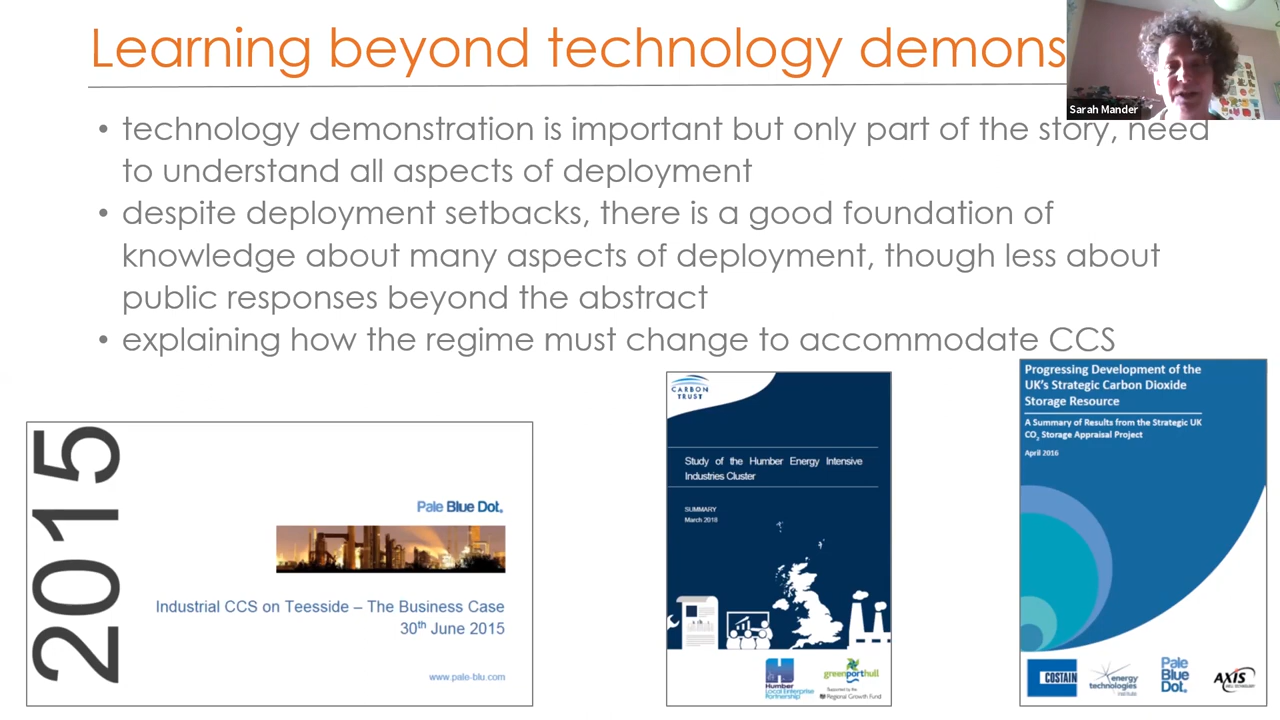 Learning beyond technology demons
Sarah Mander
• technology demonstration is important but only part of the story, need
to understand all aspects of deployment
• despite deployment setbacks, there is a good foundation of
knowledge about many aspects of deployment, though less about
public responses beyond the abstract
• explaining how the regime must change to accommodate CCS
2015
Pale Blue Dot.
Industrial CCS on Teesside – The Business Case
30th June 2015
www.pale-blu.com
CARBON
TRUST
Study of the Humber Energy Intensive
Industries Cluster
SUMMARY
March 2018
Humber
Local Enterprise
Partnership
greenporthull
Supported by the
Regional Growth Fund
Progressing Development of the
UK's Strategic Carbon Dioxide
Storage Resource
A Summary of Results from the Strategic UK
CO2 Storage Appraisal Project
April 2016
COSTAIN
energy
technologies
institute
Pale
Blue
Dot.
AXIS
WELL TECHNOLOGY